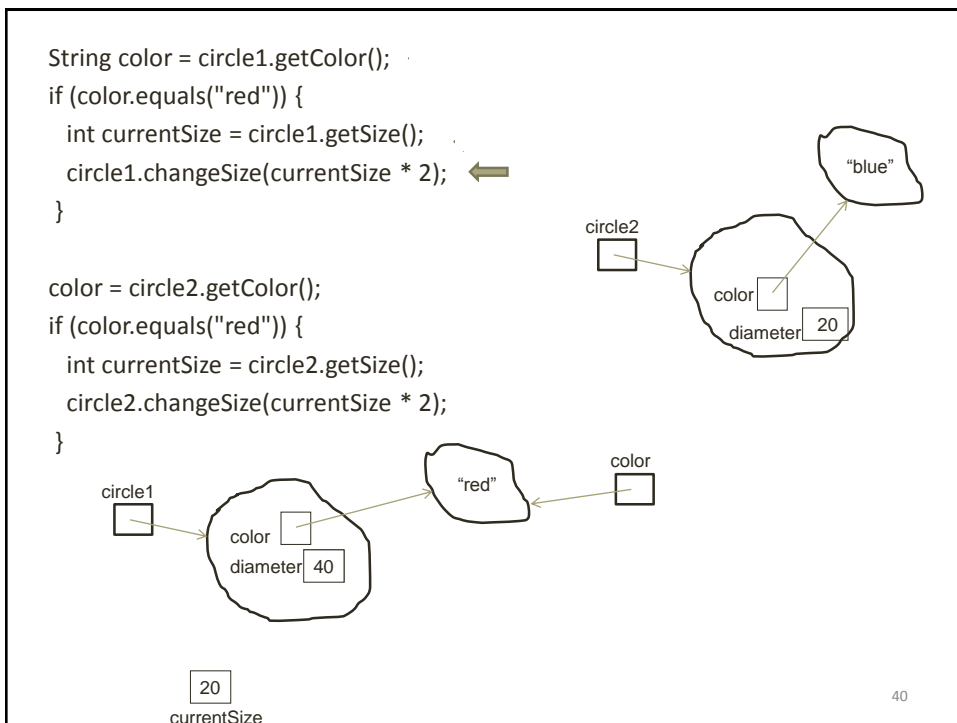 String color = circle1.getColor();
if (color.equals("red")) {
int currentSize = circle1.getSize();
circle1.changeSize(currentSize * 2);
}
color = circle2.getColor();
if (color.equals("red")) {
int currentSize = circle2.getSize();
circle2.changeSize(currentSize * 2);
}
“blue”
circle2
color
diameter 20
“red”
color
circle1
color
diameter 40
20
currentSize
40